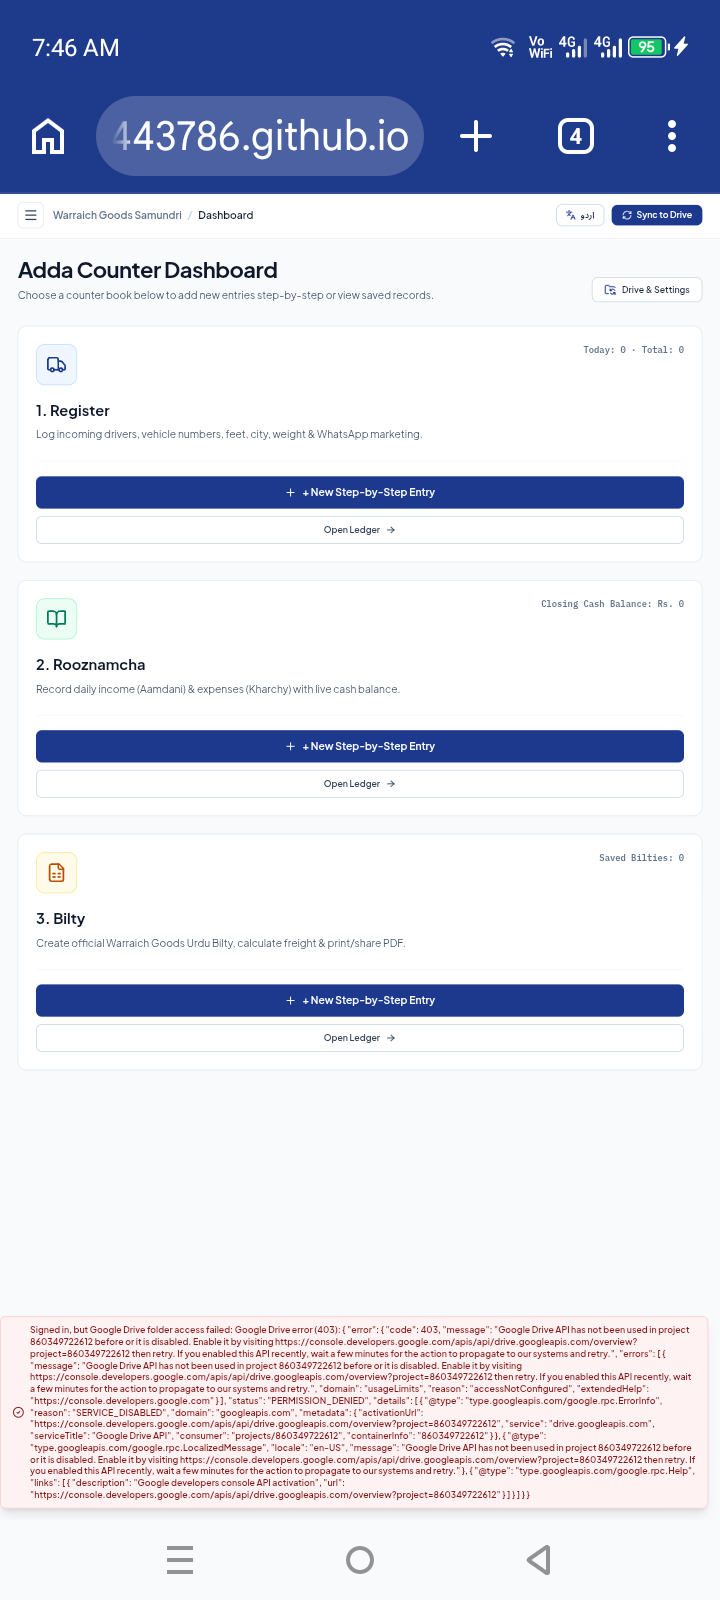 7:46 AM
Vo WiFi 4G 4G 95
443786.github.io
4
Warraich Goods Samundri / Dashboard
اردو
Sync to Drive
Adda Counter Dashboard
Choose a counter book below to add new entries step-by-step or view saved records.
Drive & Settings
Today: 0 · Total: 0
1. Register
Log incoming drivers, vehicle numbers, feet, city, weight & WhatsApp marketing.
+ New Step-by-Step Entry
Open Ledger →
Closing Cash Balance: Rs. 0
2. Rooznamcha
Record daily income (Aamdani) & expenses (Kharchy) with live cash balance.
+ New Step-by-Step Entry
Open Ledger →
Saved Bilties: 0
3. Bilty
Create official Warraich Goods Urdu Bilty, calculate freight & print/share PDF.
+ New Step-by-Step Entry
Open Ledger →
Signed in, but Google Drive folder access failed: Google Drive error (403): { "error": { "code": 403, "message": "Google Drive API has not been used in project
860349722612 before or it is disabled. Enable it by visiting https://console.developers.google.com/apis/api/drive.googleapis.com/overview?
project=860349722612 then retry. If you enabled this API recently, wait a few minutes for the action to propagate to our systems and retry.", "errors": [ {
"message": "Google Drive API has not been used in project 860349722612 before or it is disabled. Enable it by visiting
https://console.developers.google.com/apis/api/drive.googleapis.com/overview?project=860349722612 then retry. If you enabled this API recently, wait
a few minutes for the action to propagate to our systems and retry.", "domain": "usageLimits", "reason": "accessNotConfigured", "extendedHelp":
"https://console.developers.google.com" } ], "status": "PERMISSION_DENIED", "details": [ { "@type": "type.googleapis.com/google.rpc.ErrorInfo",
"reason": "SERVICE_DISABLED", "domain": "googleapis.com", "metadata": { "activationUrl":
"https://console.developers.google.com/apis/api/drive.googleapis.com/overview?project=860349722612", "service": "drive.googleapis.com",
"serviceTitle": "Google Drive API", "consumer": "projects/860349722612", "containerInfo": "860349722612" } }, { "@type":
"type.googleapis.com/google.rpc.LocalizedMessage", "locale": "en-US", "message": "Google Drive API has not been used in project 860349722612 before
or it is disabled. Enable it by visiting https://console.developers.google.com/apis/api/drive.googleapis.com/overview?project=860349722612 then retry. If
you enabled this API recently, wait a few minutes for the action to propagate to our systems and retry." }, { "@type": "type.googleapis.com/google.rpc.Help",
"links": [ { "description": "Google developers console API activation", "url":
"https://console.developers.google.com/apis/api/drive.googleapis.com/overview?project=860349722612" } ] } ] } }